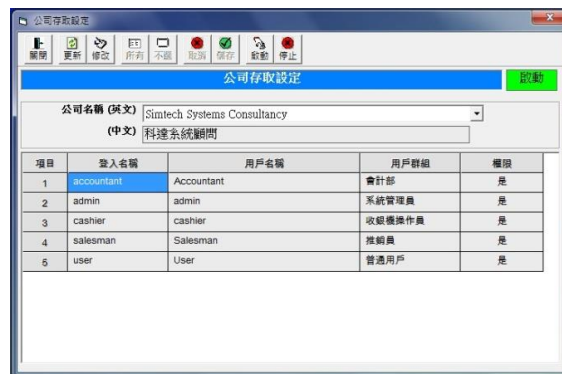 公司存取設定
離開 更新 修改 所有 不選 取消 儲存 啟動 停止
公司存取設定 啟動
公司名稱 (英文) Simtech Systems Consultancy
(中文) 科達系統顧問
項目 登入名稱 用戶名稱 用戶群組 權限
1 accountant Accountant 會計部 是
2 admin admin 系統管理員 是
3 cashier cashier 收銀機操作員 是
4 salesman Salesman 推銷員 是
5 user User 普通用戶 是